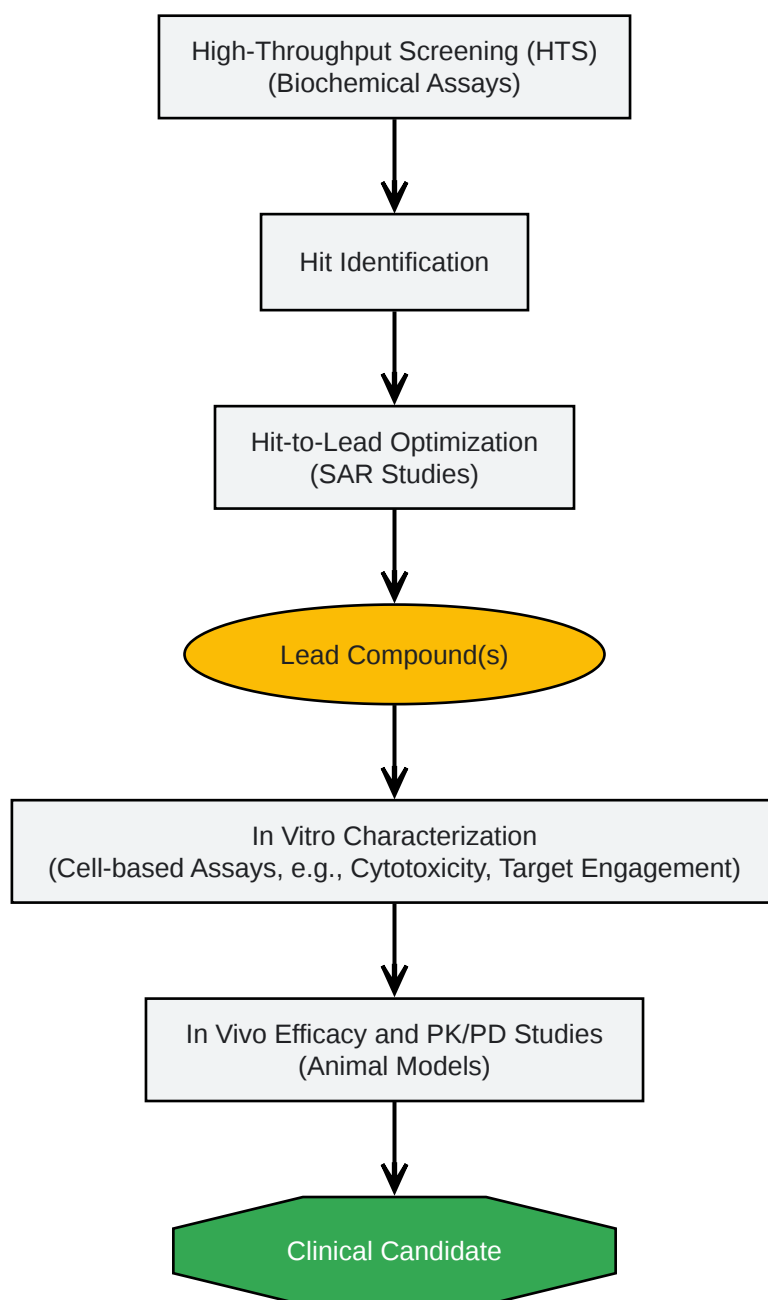 High-Throughput Screening (HTS)
(Biochemical Assays)
Hit Identification
Hit-to-Lead Optimization
(SAR Studies)
Lead Compound(s)
In Vitro Characterization
(Cell-based Assays, e.g., Cytotoxicity, Target Engagement)
In Vivo Efficacy and PK/PD Studies
(Animal Models)
Clinical Candidate